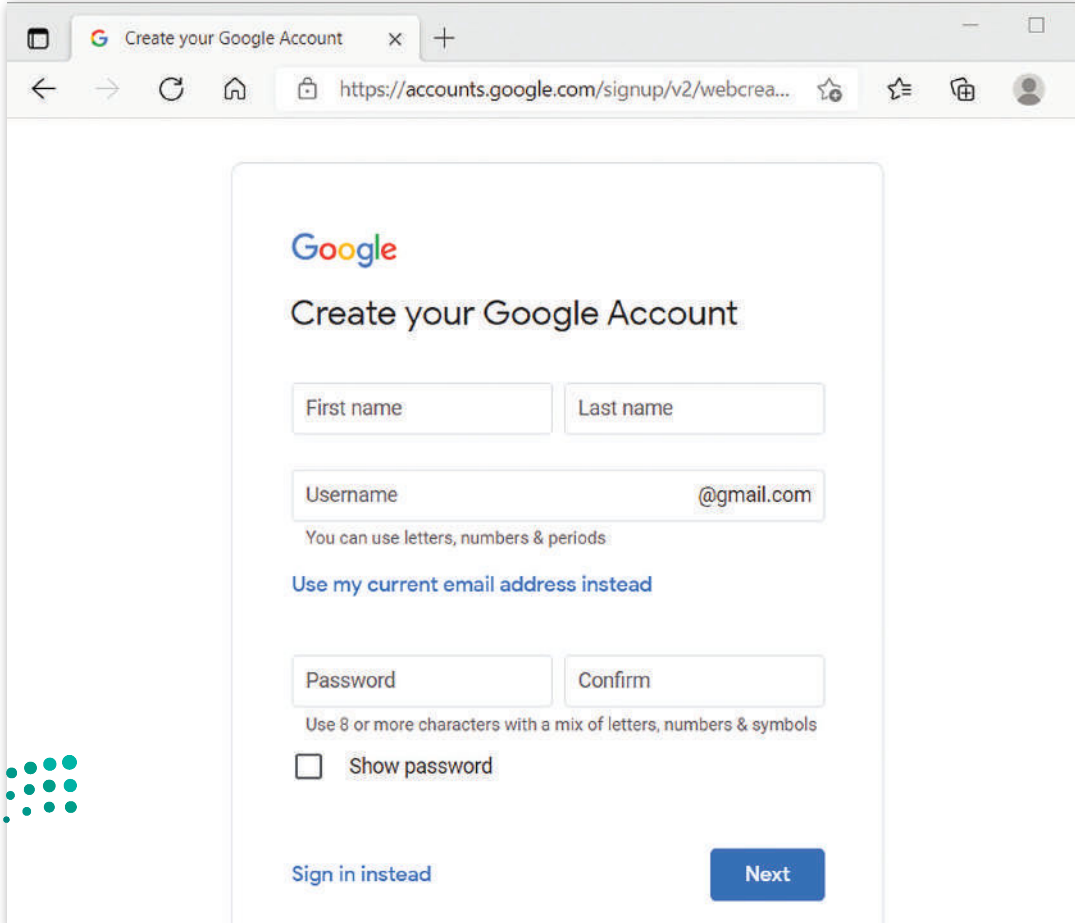 Create your Google Account
https://accounts.google.com/signup/v2/webcrea...
Google
Create your Google Account
First name Last name
Username @gmail.com
You can use letters, numbers & periods
Use my current email address instead
Password Confirm
Use 8 or more characters with a mix of letters, numbers & symbols
Show password
Sign in instead Next